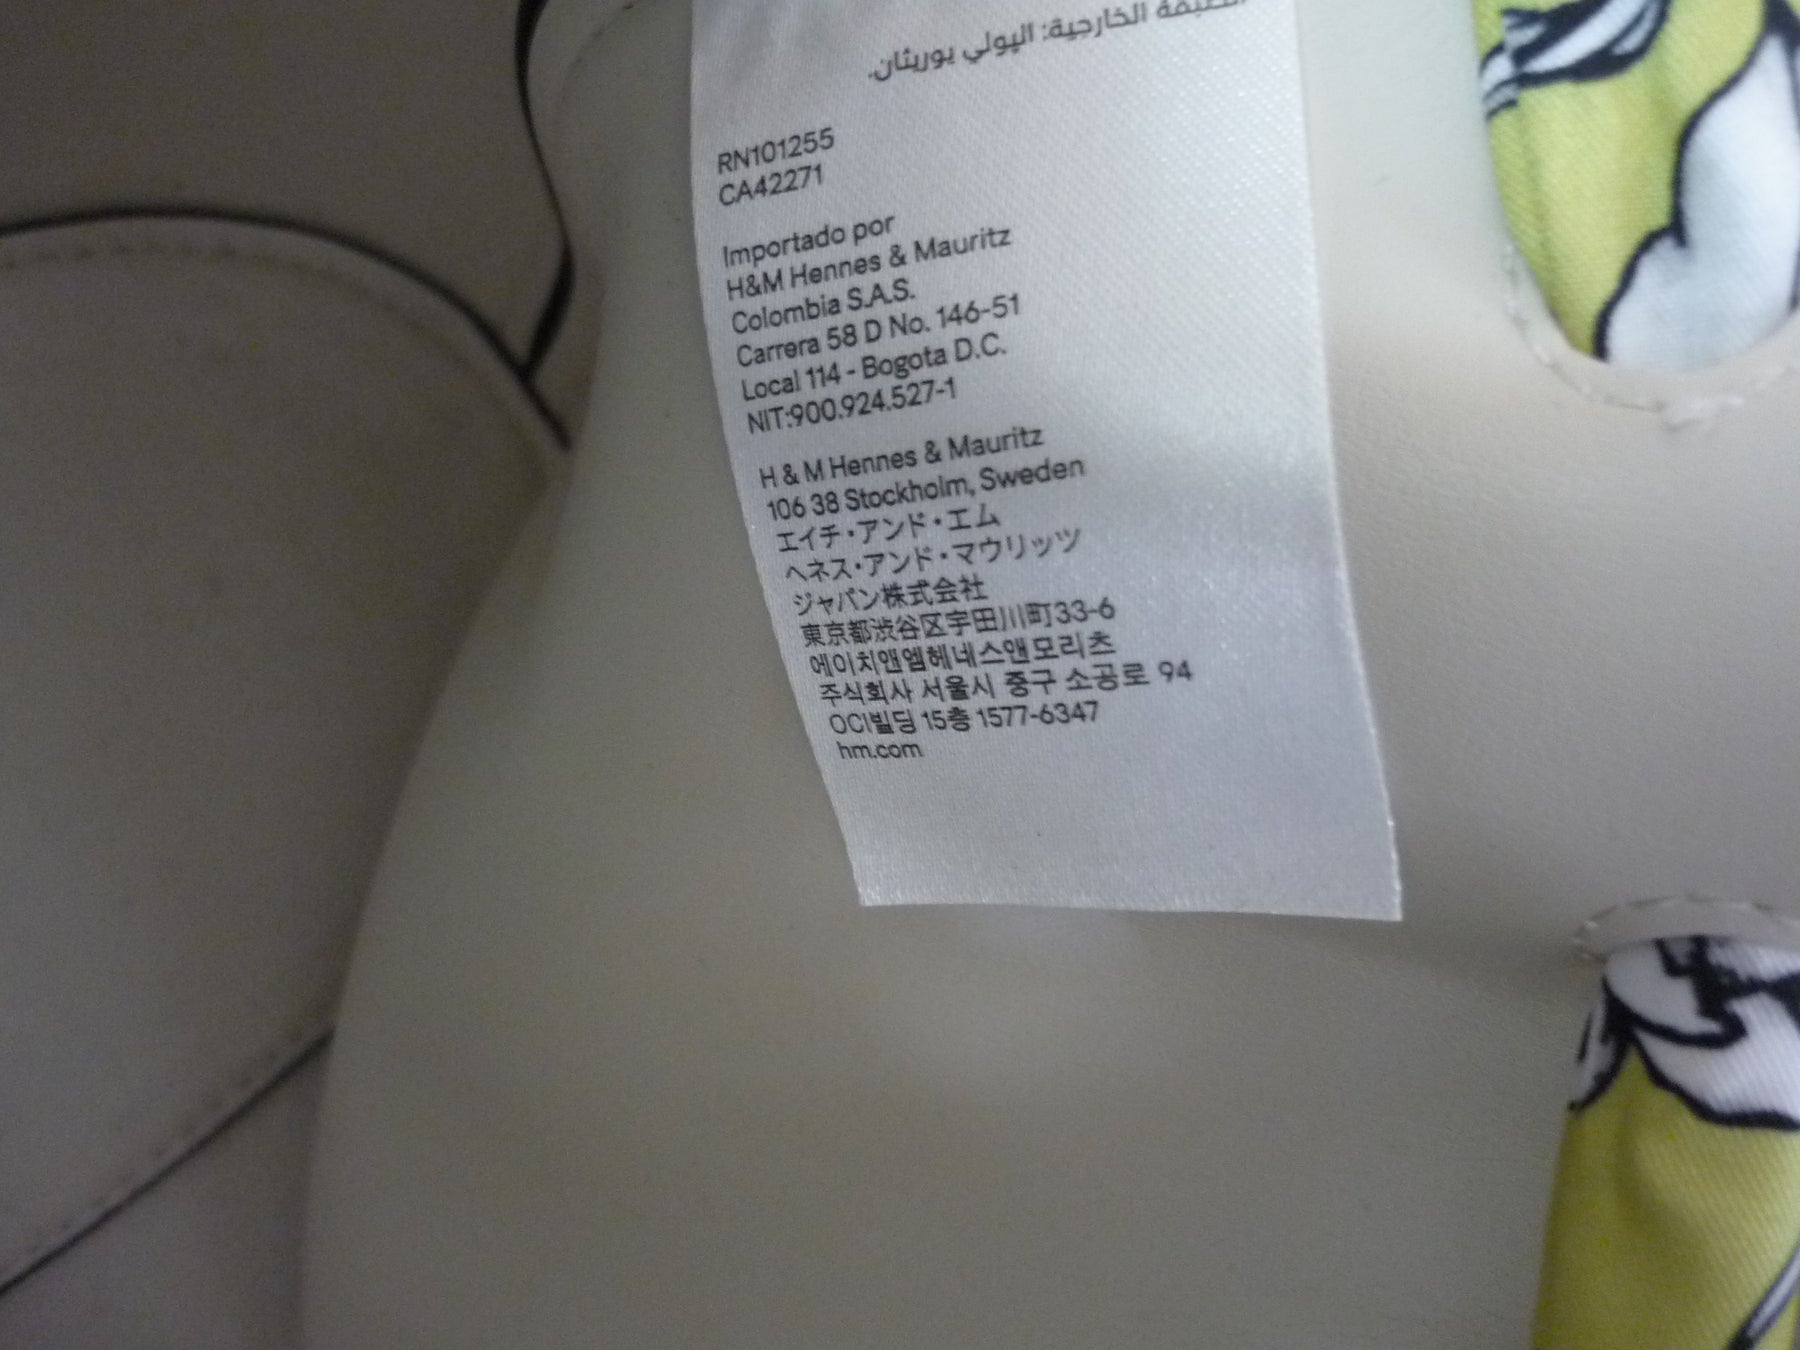 الطبقة الخارجية: البولي يوريثان.
RN101255
CA42271
Importado por
H&M Hennes & Mauritz
Colombia S.A.S.
Carrera 58 D No. 146-51
Local 114 - Bogota D.C.
NIT:900.924.527-1
H & M Hennes & Mauritz
106 38 Stockholm, Sweden
エイチ・アンド・エム
ヘネス・アンド・マウリッツ
ジャパン株式会社
東京都渋谷区宇田川町33-6
에이치앤엠헤네스앤모리츠
주식회사 서울시 중구 소공로 94
OCI빌딩 15층 1577-6347
hm.com